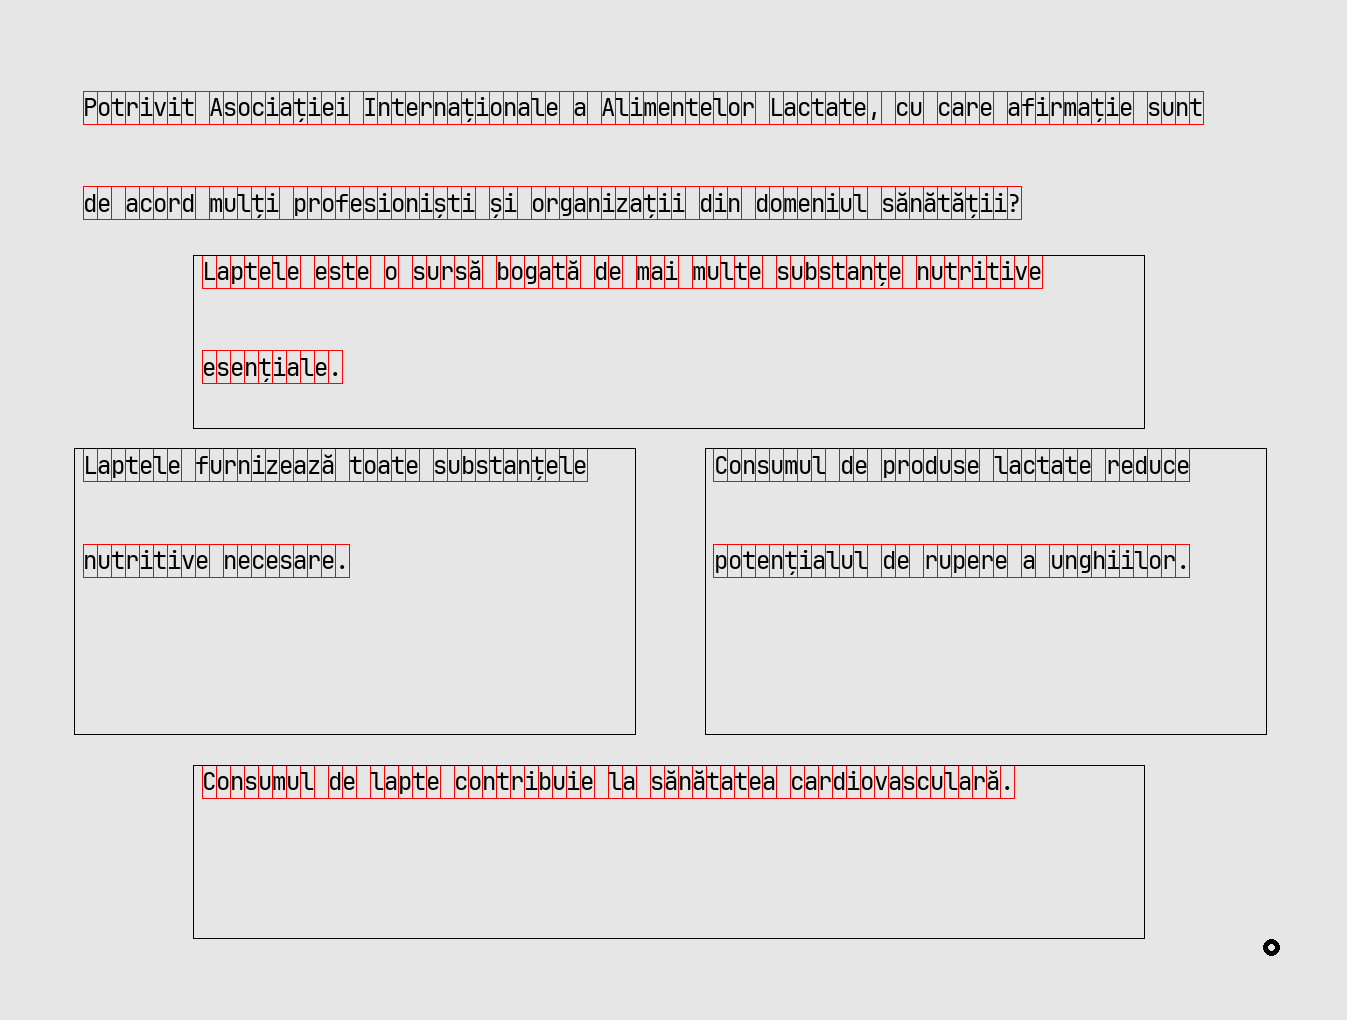 Potrivit Asociației Internaționale a Alimentelor Lactate, cu care afirmație sunt
de acord mulți profesioniști și organizații din domeniul sănătății?
Laptele este o sursă bogată de mai multe substanțe nutritive
esențiale.
Laptele furnizează toate substanțele
nutritive necesare.
Consumul de produse lactate reduce
potențialul de rupere a unghiilor.
Consumul de lapte contribuie la sănătatea cardiovasculară.